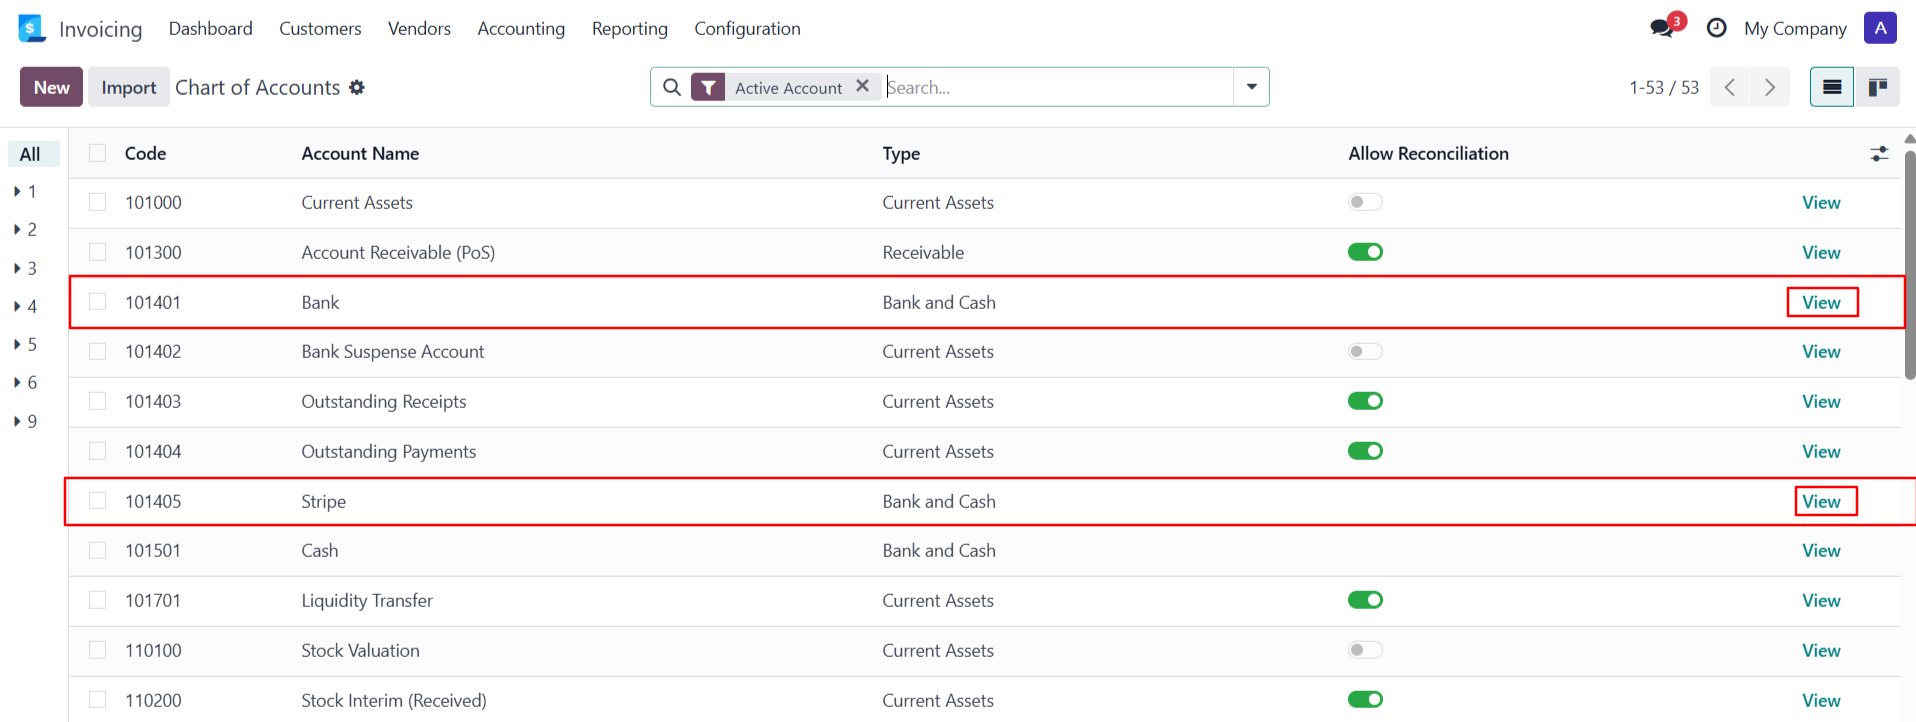 Invoicing Dashboard Customers Vendors Accounting Reporting Configuration 3 My Company A
New Import Chart of Accounts Active Account Search... 1-53 / 53
All Code Account Name Type Allow Reconciliation
1
2
3
4
5
6
9
101000 Current Assets Current Assets View
101300 Account Receivable (PoS) Receivable View
101401 Bank Bank and Cash View
101402 Bank Suspense Account Current Assets View
101403 Outstanding Receipts Current Assets View
101404 Outstanding Payments Current Assets View
101405 Stripe Bank and Cash View
101501 Cash Bank and Cash View
101701 Liquidity Transfer Current Assets View
110100 Stock Valuation Current Assets View
110200 Stock Interim (Received) Current Assets View